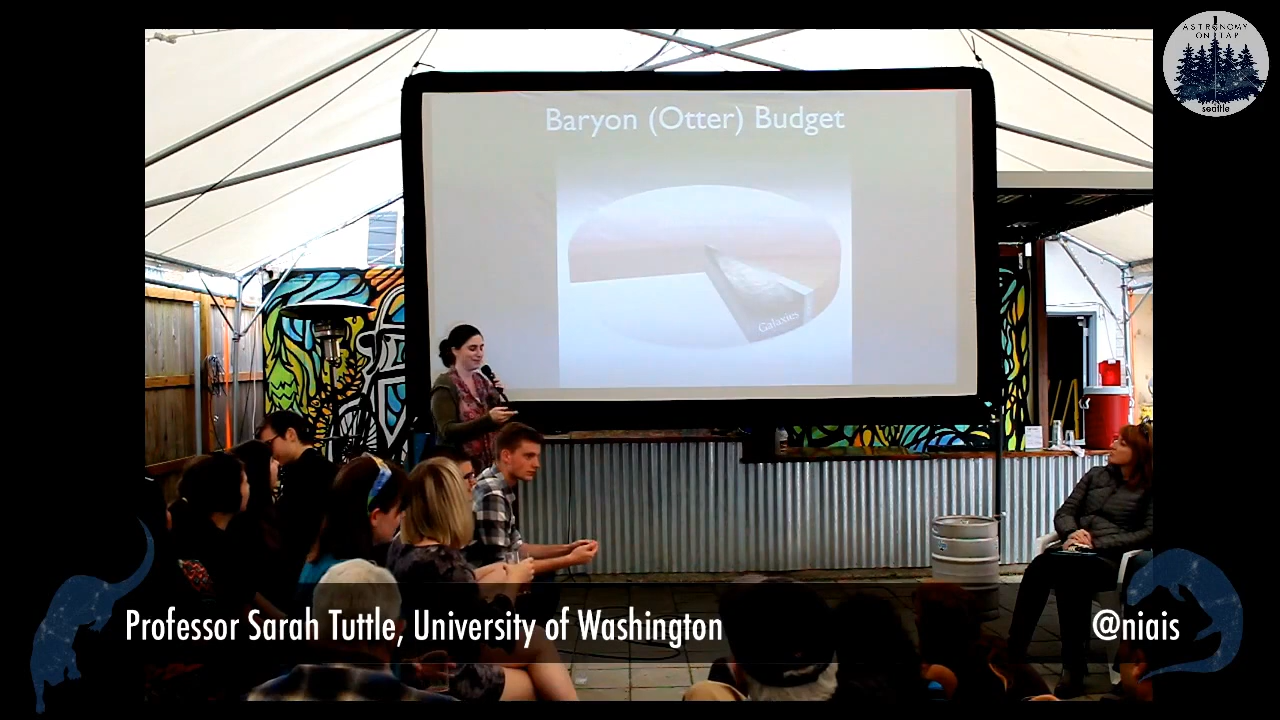 ASTRONOMY
ON TAP
seattle
Baryon (Otter) Budget
Galaxies
Professor Sarah Tuttle, University of Washington
@niais